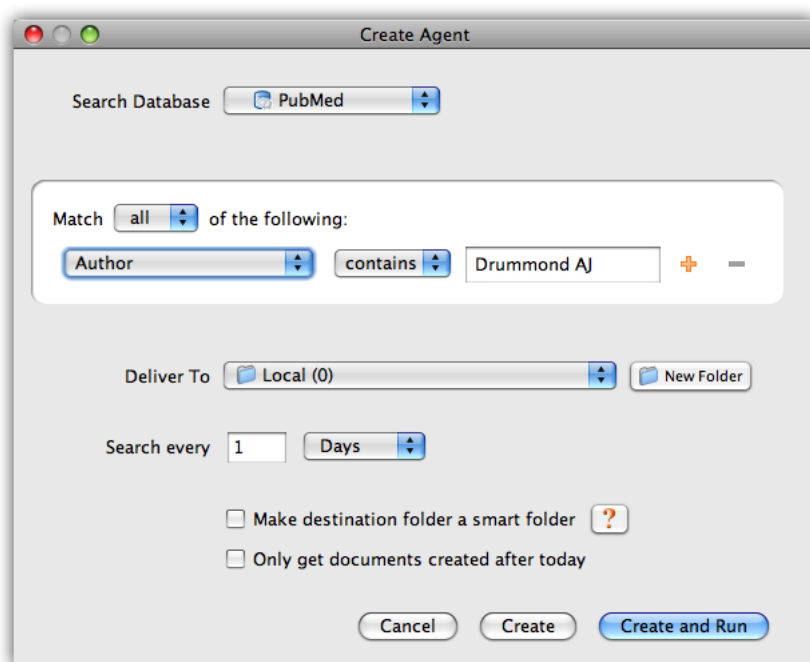 Create Agent
Search Database PubMed
Match all of the following:
Author contains Drummond AJ
Deliver To Local (0) New Folder
Search every 1 Days
Make destination folder a smart folder ?
Only get documents created after today
Cancel Create Create and Run